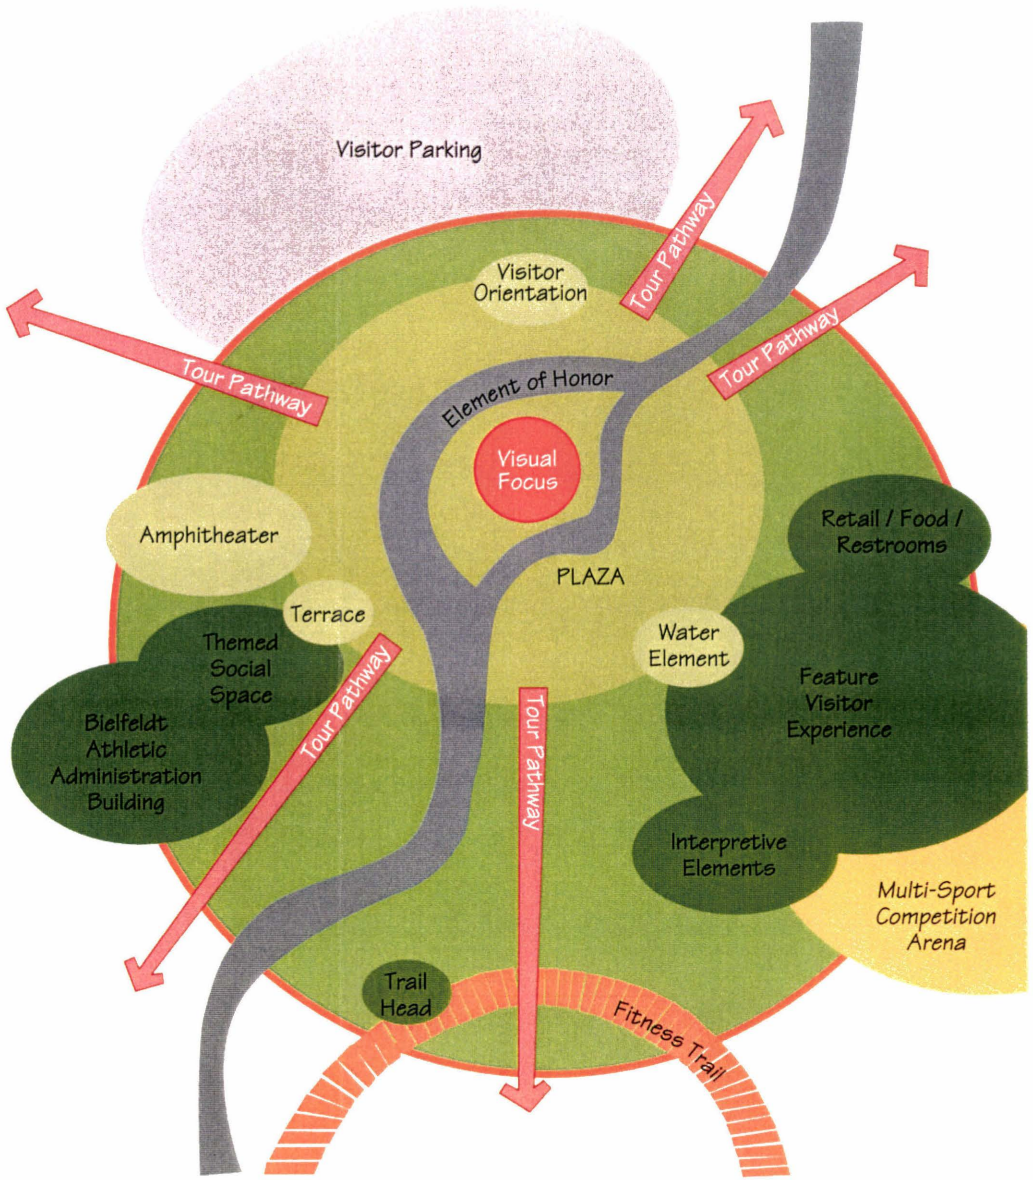 Visitor Parking
Tour Pathway
Visitor
Orientation
Tour Pathway
Tour Pathway
Element of Honor
Visual
Focus
Amphitheater
Retail / Food /
Restrooms
PLAZA
Terrace
Water
Element
Themed
Social
Space
Feature
Visitor
Experience
Bielfeldt
Athletic
Administration
Building
Tour Pathway
Tour Pathway
Interpretive
Elements
Multi-Sport
Competition
Arena
Trail
Head
Fitness Trail